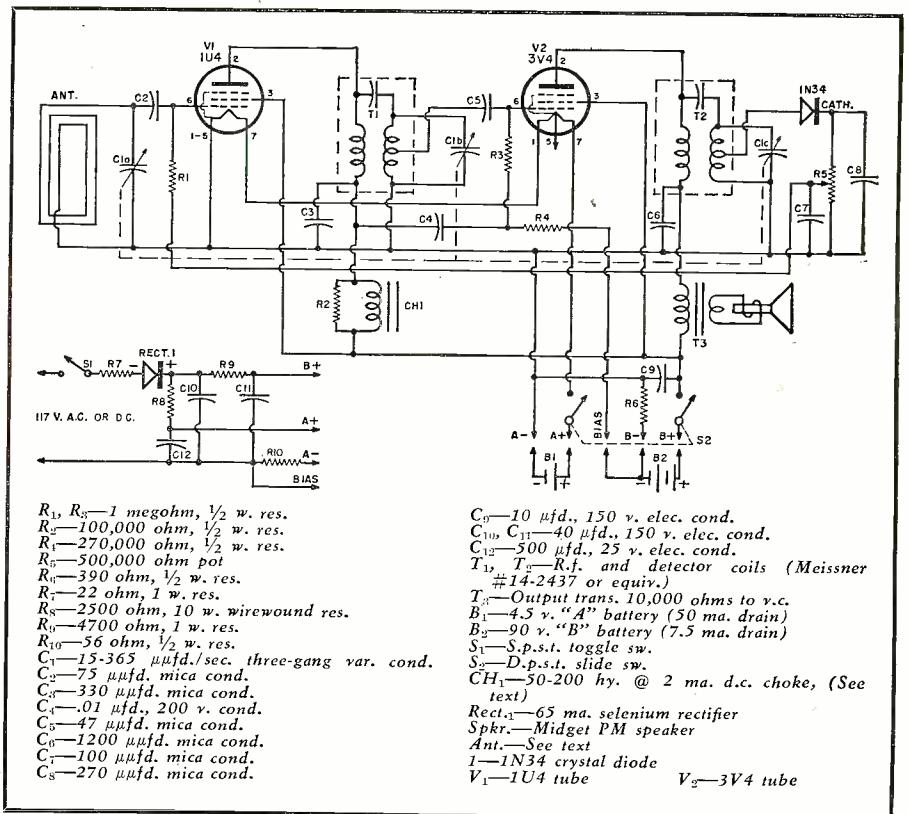 V1
1U4
2
ANT.
C2
6
3
1-5
7
C1a
R1
T1
C1b
C3
C4
R2
CH1
V2
3V4
2
C5
6
3
1
5
7
R3
R4
T2
1N34
CATH.
C1c
R5
C8
C6
C7
T3
S1
R7
-
RECT.1
+
R9
B+
R8
C10
C11
117 V. A.C. OR D.C.
A+
C12
R10
A-
BIAS
C9
R6
A-
A+
BIAS
B-
B+
S2
B1
- +
B2
- +
R₁, R₃—1 megohm, ½ w. res.
R₂—100,000 ohm, ½ w. res.
R₄—270,000 ohm, ½ w. res.
R₅—500,000 ohm pot
R₆—390 ohm, ½ w. res.
R₇—22 ohm, 1 w. res.
R₈—2500 ohm, 10 w. wirewound res.
R₉—4700 ohm, 1 w. res.
R₁₀—56 ohm, ½ w. res.
C₁—15-365 μμfd./sec. three-gang var. cond.
C₂—75 μμfd. mica cond.
C₃—330 μμfd. mica cond.
C₄—.01 μfd., 200 v. cond.
C₅—47 μμfd. mica cond.
C₆—1200 μμfd. mica cond.
C₇—100 μμfd. mica cond.
C₈—270 μμfd. mica cond.
C₉—10 μfd., 150 v. elec. cond.
C₁₀, C₁₁—40 μfd., 150 v. elec. cond.
C₁₂—500 μfd., 25 v. elec. cond.
T₁, T₂—R.f. and detector coils (Meissner
#14-2437 or equiv.)
T₃—Output trans. 10,000 ohms to v.c.
B₁—4.5 v. "A" battery (50 ma. drain)
B₂—90 v. "B" battery (7.5 ma. drain)
S₁—S.p.s.t. toggle sw.
S₂—D.p.s.t. slide sw.
CH₁—50-200 hy. @ 2 ma. d.c. choke, (See
text)
Rect.₁—65 ma. selenium rectifier
Spkr.—Midget PM speaker
Ant.—See text
1—1N34 crystal diode
V₁—1U4 tube V₂—3V4 tube